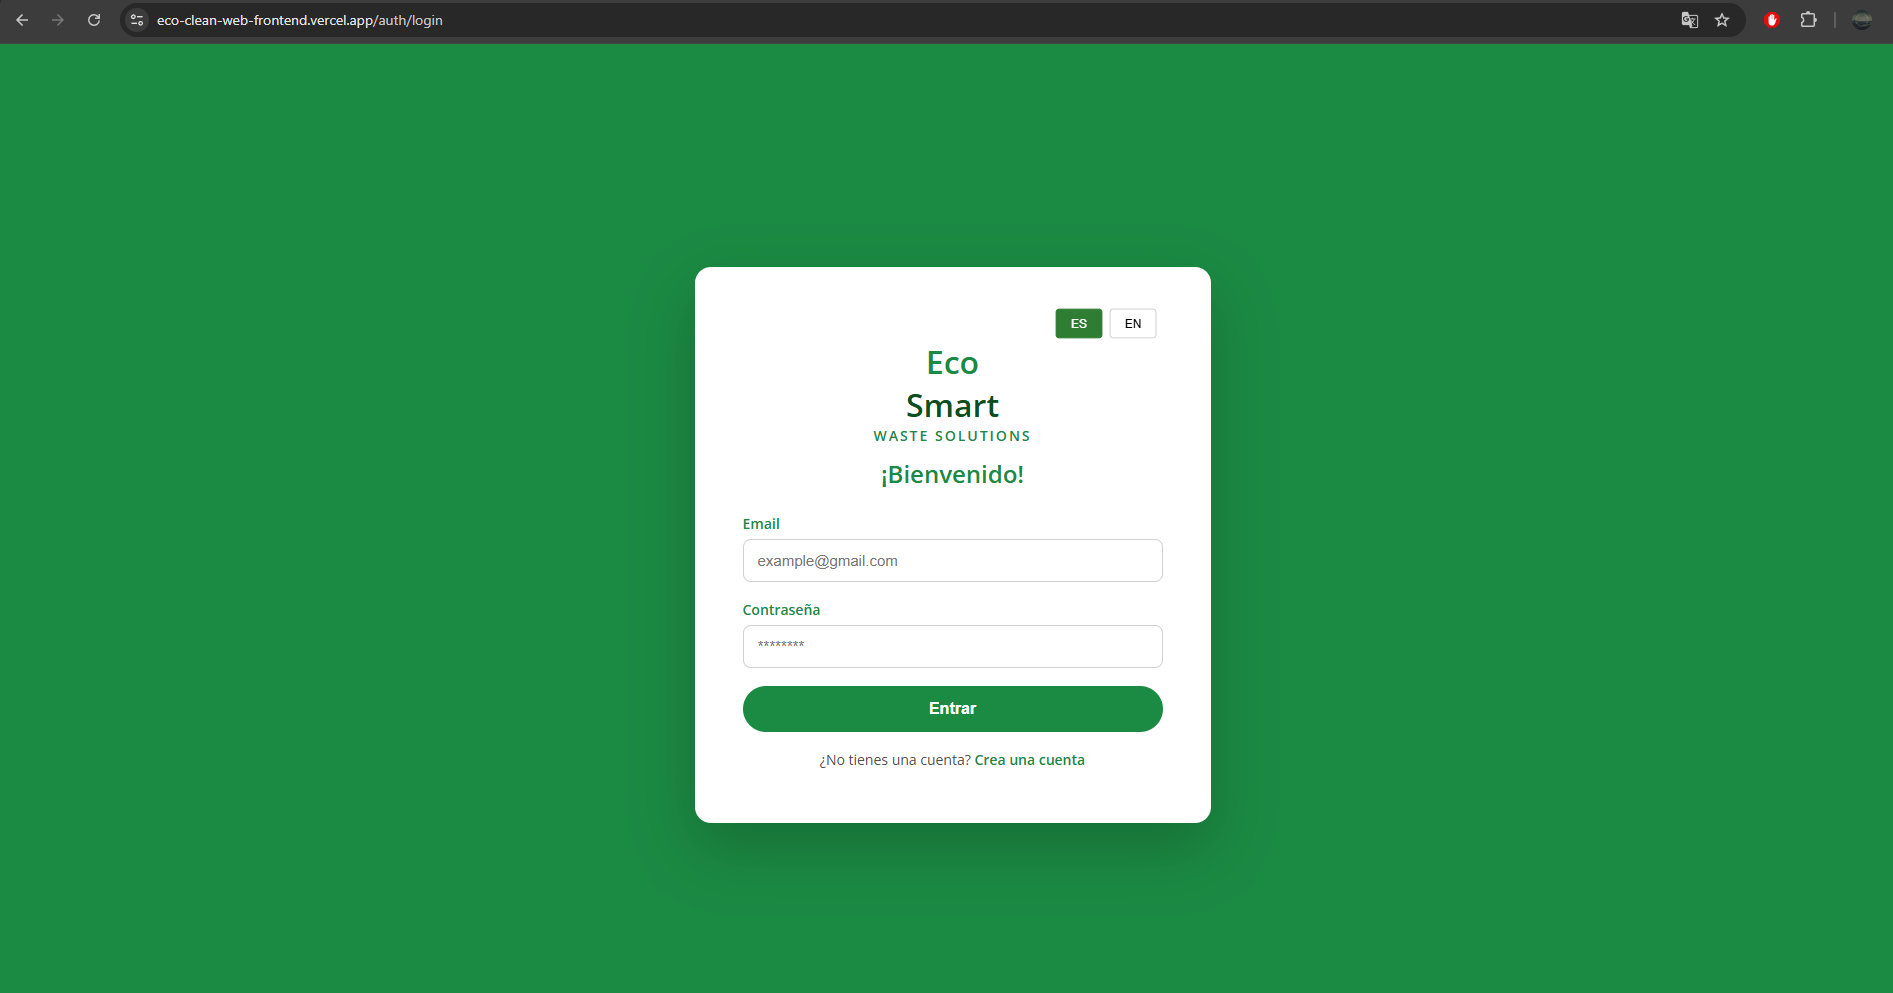 eco-clean-web-frontend.vercel.app/auth/login
ES EN
Eco
Smart
WASTE SOLUTIONS
¡Bienvenido!
Email
example@gmail.com
Contraseña
********
Entrar
¿No tienes una cuenta? Crea una cuenta